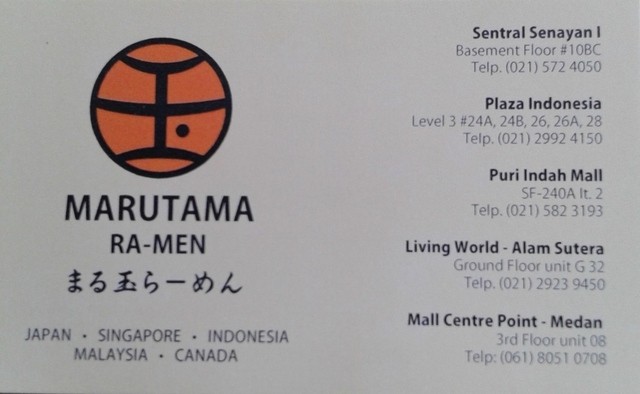 MARUTAMA
RA-MEN
まる玉らーめん
JAPAN • SINGAPORE • INDONESIA
MALAYSIA • CANADA
Sentral Senayan I
Basement Floor #10BC
Telp. (021) 572 4050
Plaza Indonesia
Level 3 #24A, 24B, 26, 26A, 28
Telp. (021) 2992 4150
Puri Indah Mall
SF-240A lt. 2
Telp. (021) 582 3193
Living World - Alam Sutera
Ground Floor unit G 32
Telp. (021) 2923 9450
Mall Centre Point - Medan
3rd Floor unit 08
Telp: (061) 8051 0708